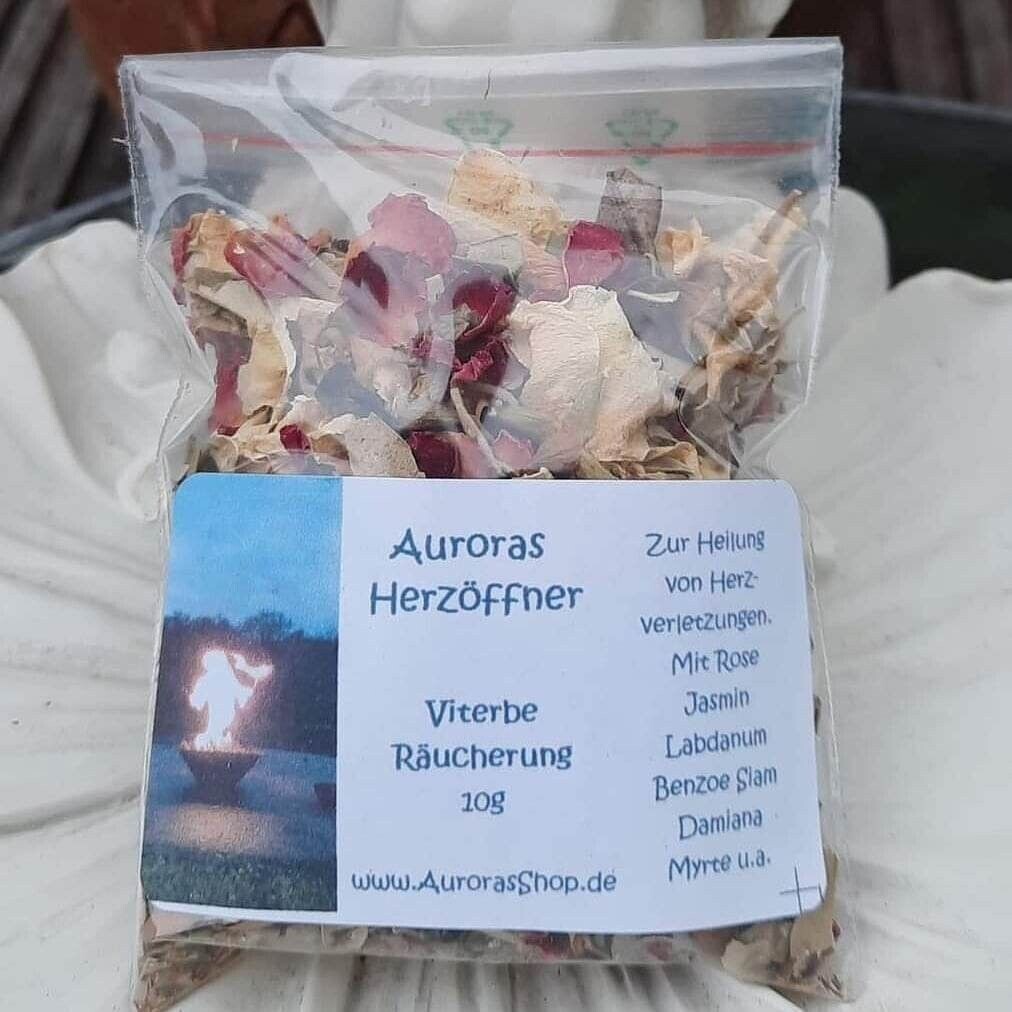 Auroras
Herzöffner
Viterbe
Räucherung
10g
www.AurorasShop.de
Zur Heilung
von Herz-
verletzungen.
Mit Rose
Jasmin
Labdanum
Benzoe Siam
Damiana
Myrte u.a.